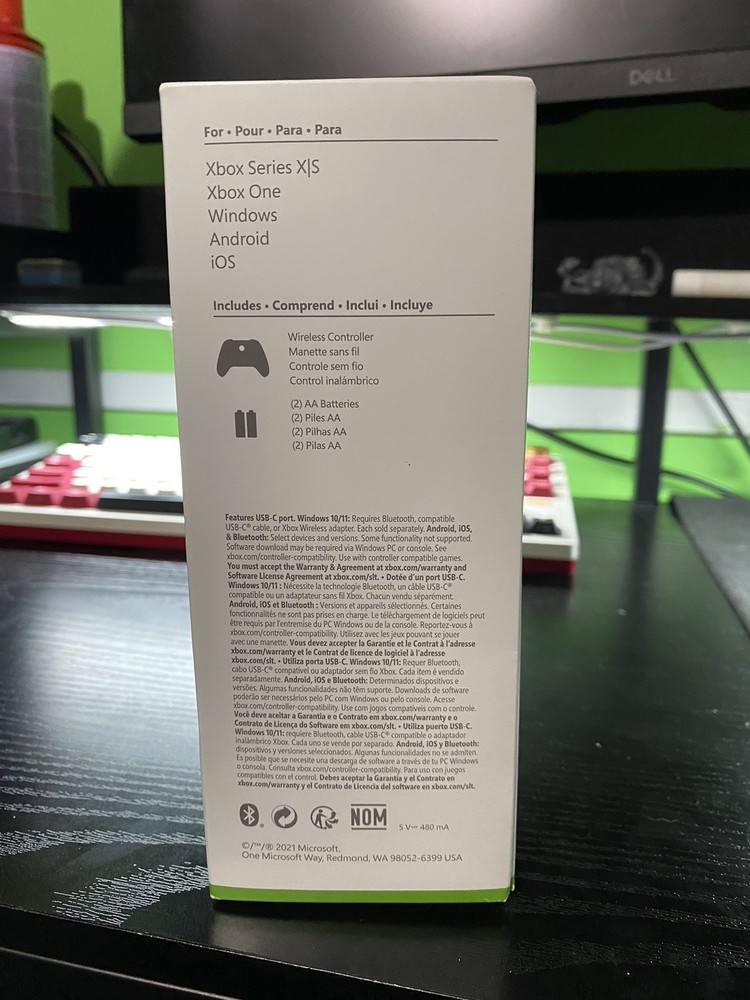 DELL
For • Pour • Para • Para
Xbox Series X|S
Xbox One
Windows
Android
iOS
Includes • Comprend • Inclui • Incluye
Wireless Controller
Manette sans fil
Controle sem fio
Control inalámbrico
(2) AA Batteries
(2) Piles AA
(2) Pilhas AA
(2) Pilas AA
Features USB-C port. Windows 10/11: Requires Bluetooth, compatible
USB-C® cable, or Xbox Wireless adapter. Each sold separately. Android, iOS,
& Bluetooth: Select devices and versions. Some functionality not supported.
Software download may be required via Windows PC or console. See
xbox.com/controller-compatibility. Use with controller compatible games.
You must accept the Warranty & Agreement at xbox.com/warranty and
Software License Agreement at xbox.com/slt. • Dotée d'un port USB-C.
Windows 10/11 : Nécessite la technologie Bluetooth, un câble USB-C®
compatible ou un adaptateur sans fil Xbox. Chacun vendu séparément.
Android, iOS et Bluetooth : Versions et appareils sélectionnés. Certaines
fonctionnalités ne sont pas prises en charge. Le téléchargement de logiciels peut
être requis par l'entremise du PC Windows ou de la console. Reportez-vous à
xbox.com/controller-compatibility. Utilisez avec les jeux pouvant se jouer
avec une manette. Vous devez accepter la Garantie et le Contrat à l'adresse
xbox.com/warranty et le Contrat de licence de logiciel à l'adresse
xbox.com/slt. • Utiliza porta USB-C. Windows 10/11: Requer Bluetooth,
cabo USB-C® compatível ou adaptador sem fio Xbox. Cada item é vendido
separadamente. Android, iOS e Bluetooth: Determinados dispositivos e
versões. Algumas funcionalidades não têm suporte. Downloads de software
poderão ser necessários pelo PC com Windows ou pelo console. Acesse
xbox.com/controller-compatibility. Use com jogos compatíveis com o controle.
Você deve aceitar a Garantia e o Contrato em xbox.com/warranty e o
Contrato de Licença do Software em xbox.com/slt. • Utiliza puerto USB-C.
Windows 10/11: requiere Bluetooth, cable USB-C® compatible o adaptador
inalámbrico Xbox. Cada uno se vende por separado. Android, iOS y Bluetooth:
dispositivos y versiones seleccionados. Algunas funcionalidades no se admiten.
Es posible que se necesite una descarga de software a través de tu PC Windows
o consola. Consulta xbox.com/controller-compatibility. Para uso con juegos
compatibles con el control. Debes aceptar la Garantía y el Contrato en
xbox.com/warranty y el Contrato de Licencia del software en xbox.com/slt.
NOM
5 V⎓ 480 mA
©/™/® 2021 Microsoft.
One Microsoft Way, Redmond, WA 98052-6399 USA